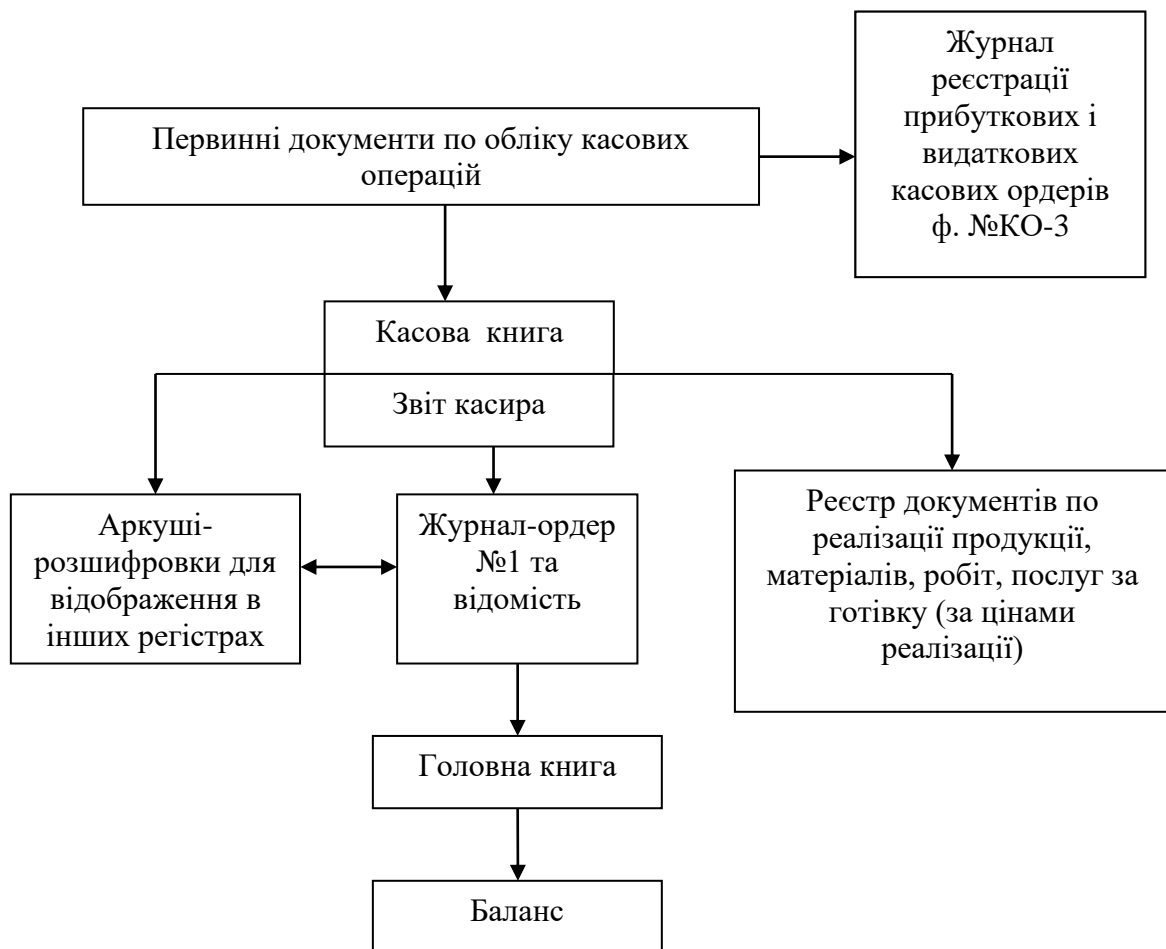 Журнал
реєстрації
прибуткових і
видаткових
касових ордерів
ф. №КО-3
Первинні документи по обліку касових
операцій
Касова книга
Звіт касира
Аркуші-
розшифровки для
відображення в
інших регістрах
Журнал-ордер
№1 та
відомість
Реєстр документів по
реалізації продукції,
матеріалів, робіт, послуг за
готівку (за цінами
реалізації)
Головна книга
Баланс